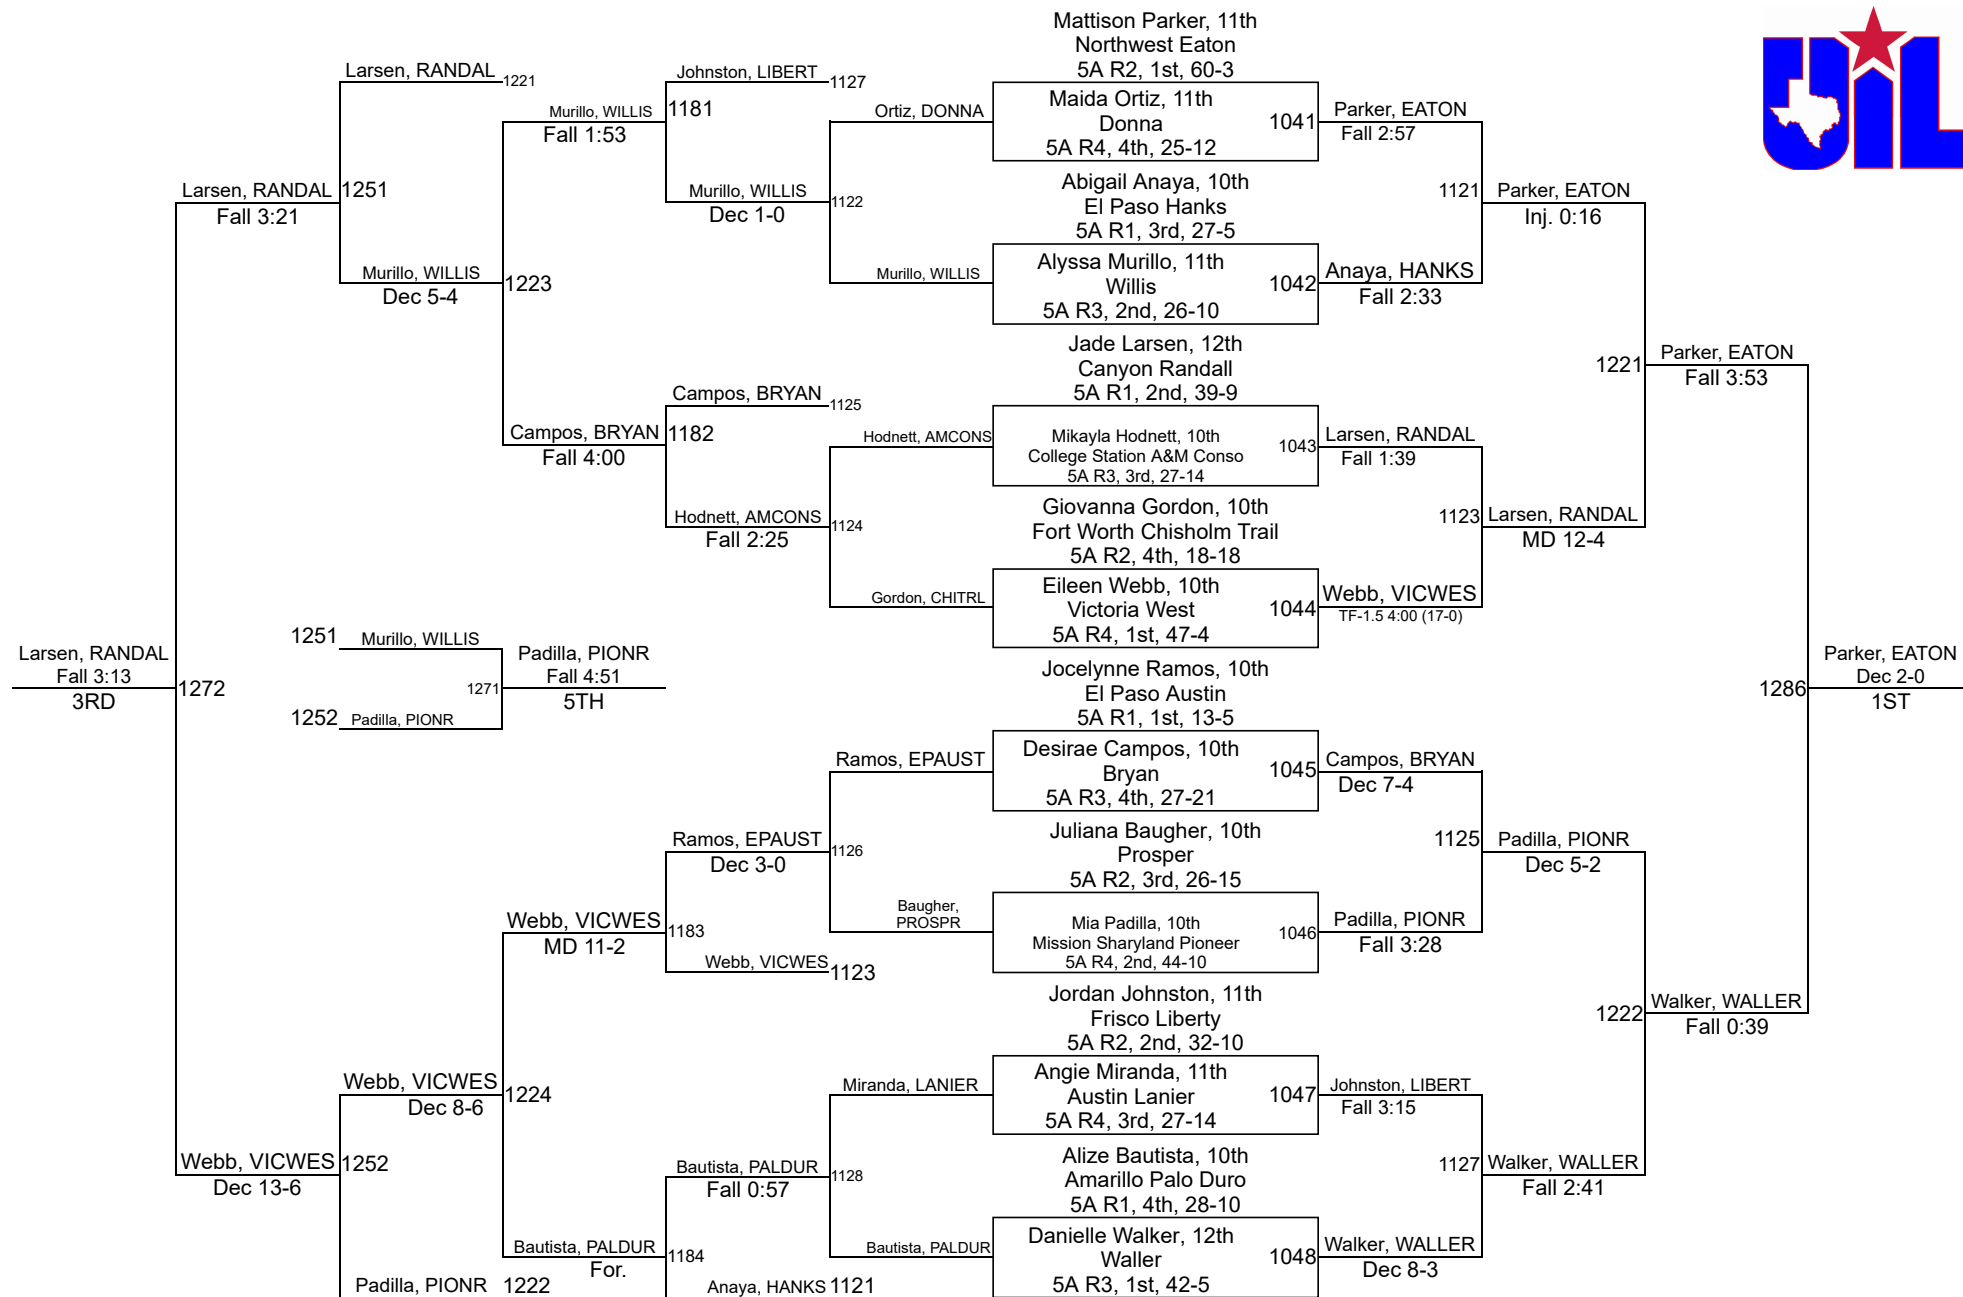 Mattison Parker, 11th
Northwest Eaton
5A R2, 1st, 60-3
UIL
Larsen, RANDAL
1221
Johnston, LIBERT
1127
Murillo, WILLIS
1181
Fall 1:53
Ortiz, DONNA
Maida Ortiz, 11th
Donna
5A R4, 4th, 25-12
1041
Parker, EATON
Fall 2:57
Abigail Anaya, 10th
El Paso Hanks
5A R1, 3rd, 27-5
Larsen, RANDAL
1251
Fall 3:21
Murillo, WILLIS
1122
Dec 1-0
1121
Parker, EATON
Inj. 0:16
Murillo, WILLIS
1223
Dec 5-4
Murillo, WILLIS
Alyssa Murillo, 11th
Willis
5A R3, 2nd, 26-10
1042
Anaya, HANKS
Fall 2:33
Jade Larsen, 12th
Canyon Randall
5A R1, 2nd, 39-9
1221
Parker, EATON
Fall 3:53
Campos, BRYAN
1125
Campos, BRYAN
1182
Fall 4:00
Hodnett, AMCONS
Mikayla Hodnett, 10th
College Station A&M Conso
5A R3, 3rd, 27-14
1043
Larsen, RANDAL
Fall 1:39
Giovanna Gordon, 10th
Fort Worth Chisholm Trail
5A R2, 4th, 18-18
Hodnett, AMCONS
1124
Fall 2:25
1123
Larsen, RANDAL
MD 12-4
Gordon, CHITRL
Eileen Webb, 10th
Victoria West
5A R4, 1st, 47-4
1044
Webb, VICWES
TF-1.5 4:00 (17-0)
1251
Murillo, WILLIS
Larsen, RANDAL
Fall 3:13
3RD
1272
1271
Padilla, PIONR
Fall 4:51
5TH
1252
Padilla, PIONR
Jocelynne Ramos, 10th
El Paso Austin
5A R1, 1st, 13-5
1286
Parker, EATON
Dec 2-0
1ST
Ramos, EPAUST
Desirae Campos, 10th
Bryan
5A R3, 4th, 27-21
1045
Campos, BRYAN
Dec 7-4
Juliana Baugher, 10th
Prosper
5A R2, 3rd, 26-15
Ramos, EPAUST
1126
Dec 3-0
1125
Padilla, PIONR
Dec 5-2
Baugher,
PROSPR
Mia Padilla, 10th
Mission Sharyland Pioneer
5A R4, 2nd, 44-10
1046
Padilla, PIONR
Fall 3:28
Webb, VICWES
1183
MD 11-2
Webb, VICWES
1123
Jordan Johnston, 11th
Frisco Liberty
5A R2, 2nd, 32-10
1222
Walker, WALLER
Fall 0:39
Webb, VICWES
1224
Dec 8-6
Miranda, LANIER
Angie Miranda, 11th
Austin Lanier
5A R4, 3rd, 27-14
1047
Johnston, LIBERT
Fall 3:15
Alize Bautista, 10th
Amarillo Palo Duro
5A R1, 4th, 28-10
Webb, VICWES
1252
Dec 13-6
Bautista, PALDUR
1128
Fall 0:57
1127
Walker, WALLER
Fall 2:41
Bautista, PALDUR
1184
For.
Bautista, PALDUR
Danielle Walker, 12th
Waller
5A R3, 1st, 42-5
1048
Walker, WALLER
Dec 8-3
Padilla, PIONR
1222
Anaya, HANKS
1121